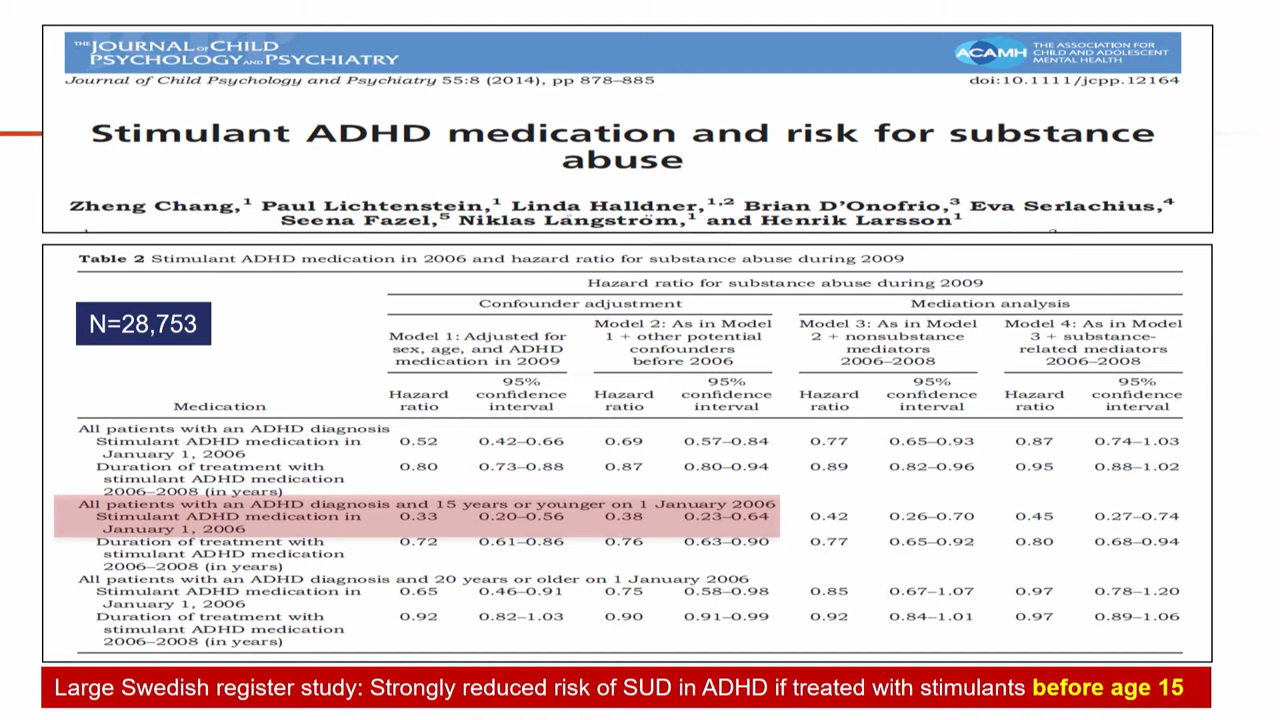 THE JOURNAL OF CHILD
PSYCHOLOGY AND PSYCHIATRY
ACAMH
THE ASSOCIATION FOR
CHILD AND ADOLESCENT
MENTAL HEALTH
Journal of Child Psychology and Psychiatry 55:8 (2014), pp 878–885
doi:10.1111/jcpp.12164
Stimulant ADHD medication and risk for substance
abuse
Zheng Chang,1 Paul Lichtenstein,1 Linda Halldner,1,2 Brian D'Onofrio,3 Eva Serlachius,4
Seena Fazel,5 Niklas Långström,1 and Henrik Larsson1
Table 2 Stimulant ADHD medication in 2006 and hazard ratio for substance abuse during 2009
N=28,753
Hazard ratio for substance abuse during 2009
Confounder adjustment
Mediation analysis
Model 1: Adjusted for
sex, age, and ADHD
medication in 2009
Model 2: As in Model
1 + other potential
confounders
before 2006
Model 3: As in Model
2 + nonsubstance
mediators
2006–2008
Model 4: As in Model
3 + substance-
related mediators
2006–2008
Medication
Hazard
ratio
95%
confidence
interval
Hazard
ratio
95%
confidence
interval
Hazard
ratio
95%
confidence
interval
Hazard
ratio
95%
confidence
interval
All patients with an ADHD diagnosis
Stimulant ADHD medication in 0.52 0.42–0.66 0.69 0.57–0.84 0.77 0.65–0.93 0.87 0.74–1.03
January 1, 2006
Duration of treatment with 0.80 0.73–0.88 0.87 0.80–0.94 0.89 0.82–0.96 0.95 0.88–1.02
stimulant ADHD medication
2006–2008 (in years)
All patients with an ADHD diagnosis and 15 years or younger on 1 January 2006
Stimulant ADHD medication in 0.33 0.20–0.56 0.38 0.23–0.64 0.42 0.26–0.70 0.45 0.27–0.74
January 1, 2006
Duration of treatment with 0.72 0.61–0.86 0.76 0.63–0.90 0.77 0.65–0.92 0.80 0.68–0.94
stimulant ADHD medication
2006–2008 (in years)
All patients with an ADHD diagnosis and 20 years or older on 1 January 2006
Stimulant ADHD medication in 0.65 0.46–0.91 0.75 0.58–0.98 0.85 0.67–1.07 0.97 0.78–1.20
January 1, 2006
Duration of treatment with 0.92 0.82–1.03 0.90 0.91–0.99 0.92 0.84–1.01 0.97 0.89–1.06
stimulant ADHD medication
2006–2008 (in years)
Large Swedish register study: Strongly reduced risk of SUD in ADHD if treated with stimulants before age 15